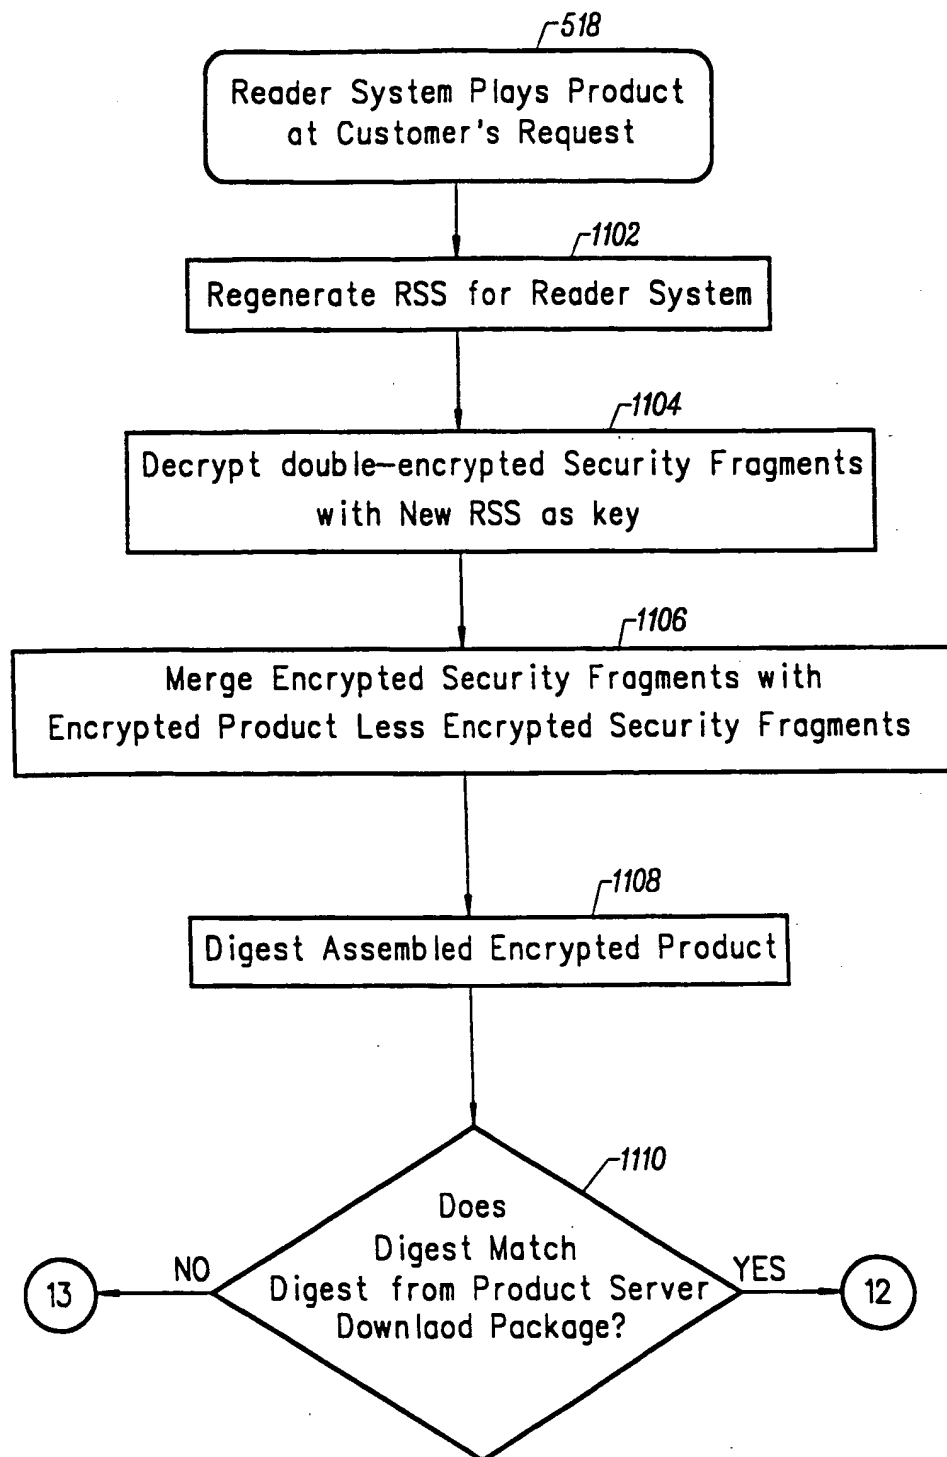 518
Reader System Plays Product
at Customer's Request
1102
Regenerate RSS for Reader System
1104
Decrypt double-encrypted Security Fragments
with New RSS as key
1106
Merge Encrypted Security Fragments with
Encrypted Product Less Encrypted Security Fragments
1108
Digest Assembled Encrypted Product
1110
Does
Digest Match
Digest from Product Server
Downlaod Package?
NO
YES
13
12